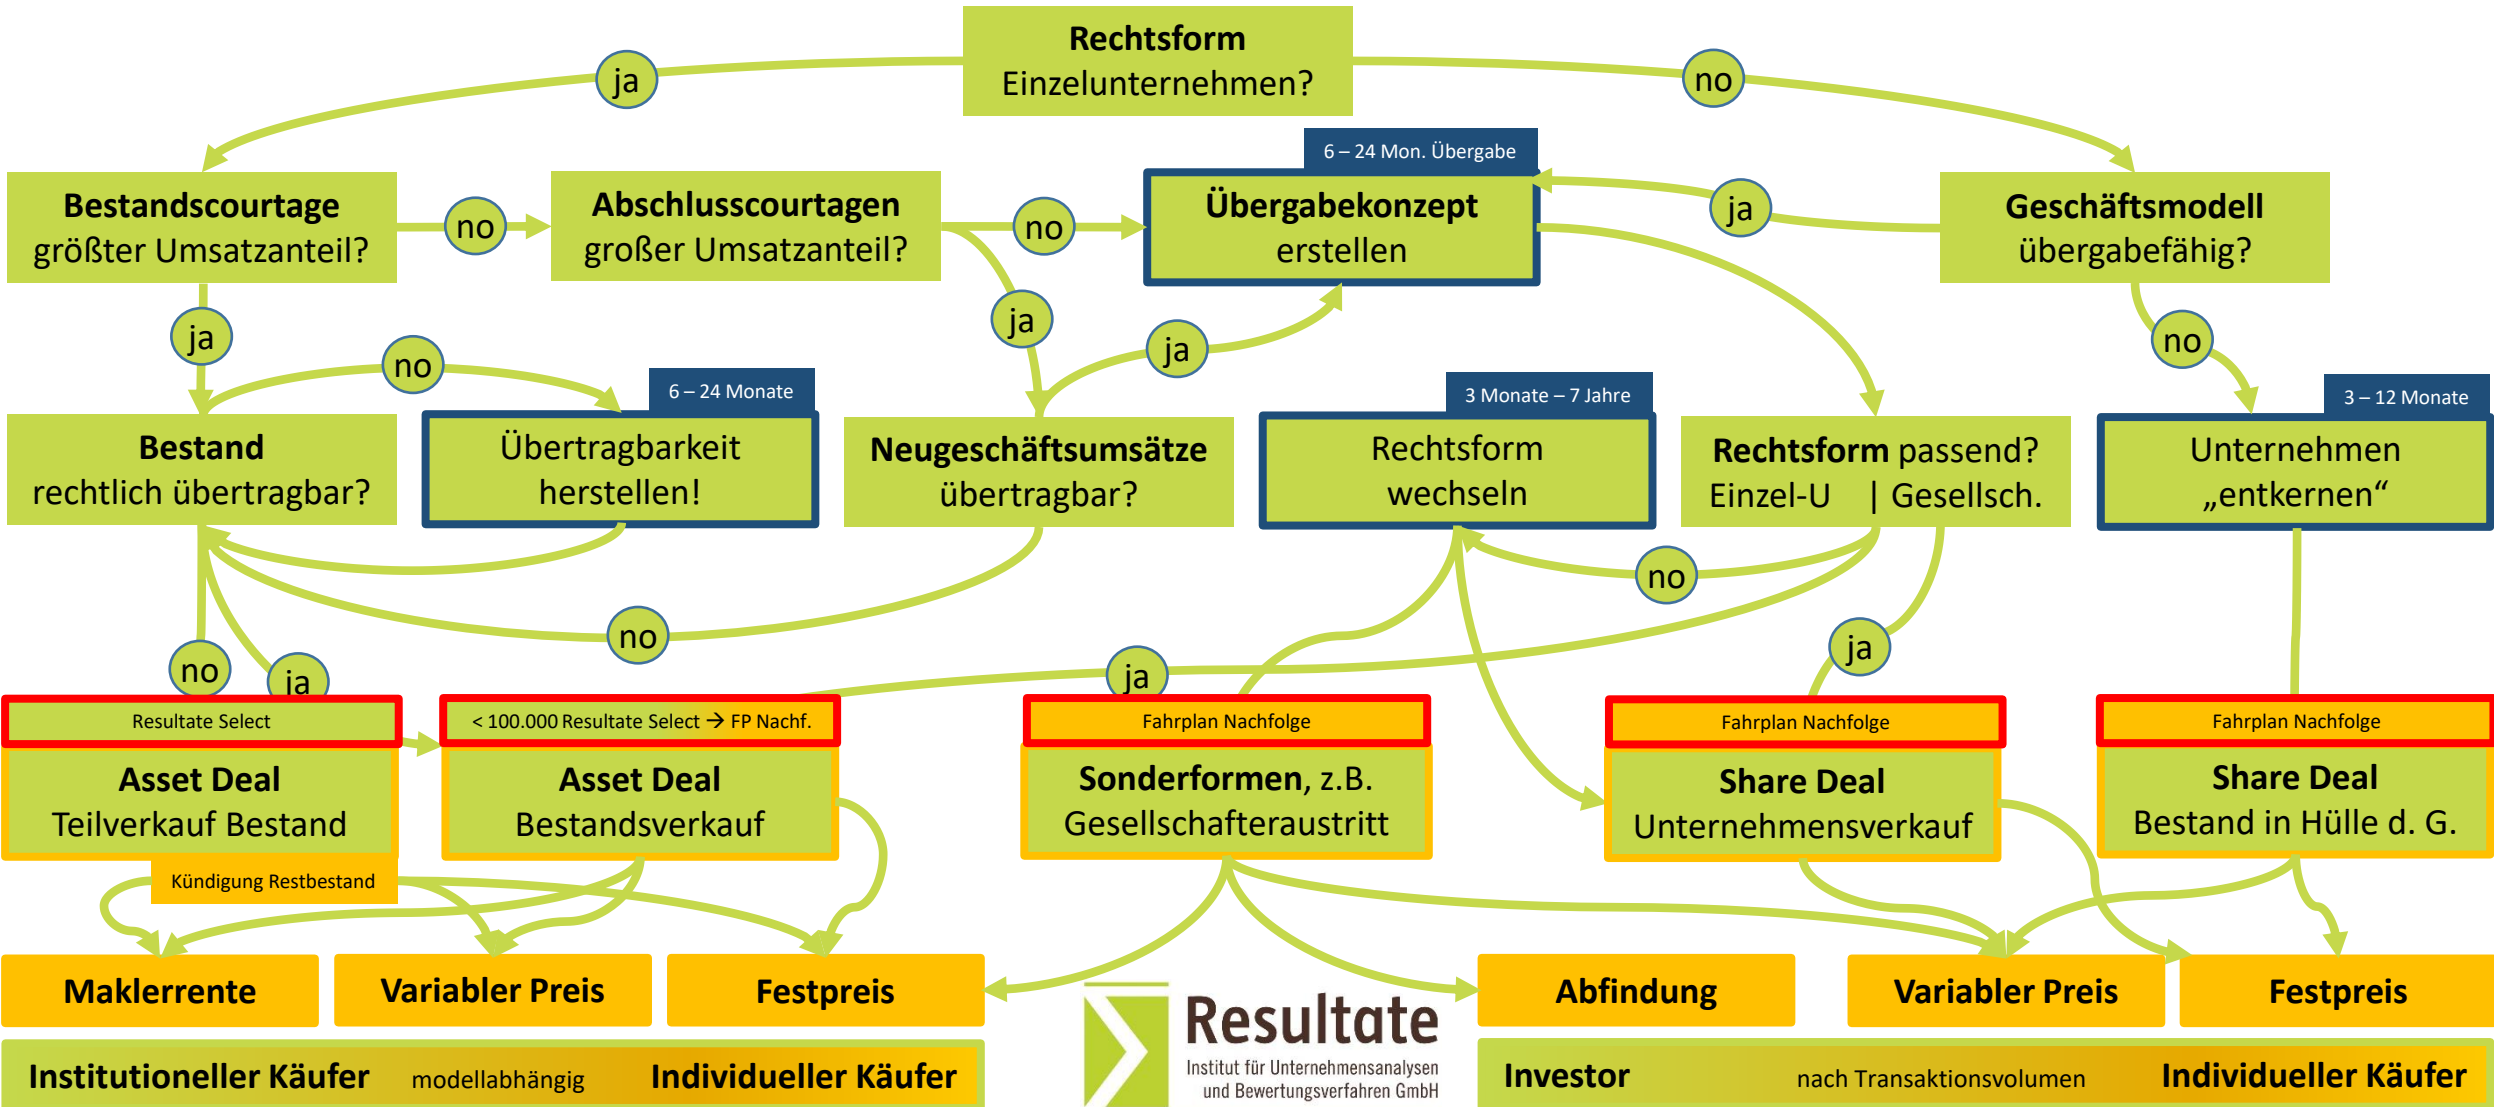 Rechtsform
Einzelunternehmen?
ja
no
6 – 24 Mon. Übergabe
Bestandscourtage
größter Umsatzanteil?
no
Abschlusscourtagen
großer Umsatzanteil?
no
Übergabekonzept
erstellen
ja
Geschäftsmodell
übergabefähig?
ja
no
ja
ja
no
6 – 24 Monate
3 Monate – 7 Jahre
3 – 12 Monate
Bestand
rechtlich übertragbar?
Übertragbarkeit
herstellen!
Neugeschäftsumsätze
übertragbar?
Rechtsform
wechseln
Rechtsform passend?
Einzel-U | Gesellsch.
Unternehmen
„entkernen“
no
no
ja
no
ja
ja
Resultate Select
< 100.000 Resultate Select → FP Nachf.
Fahrplan Nachfolge
Fahrplan Nachfolge
Fahrplan Nachfolge
Asset Deal
Teilverkauf Bestand
Asset Deal
Bestandsverkauf
Sonderformen, z.B.
Gesellschafteraustritt
Share Deal
Unternehmensverkauf
Share Deal
Bestand in Hülle d. G.
Kündigung Restbestand
Maklerrente
Variabler Preis
Festpreis
Abfindung
Variabler Preis
Festpreis
Resultate
Institut für Unternehmensanalysen
und Bewertungsverfahren GmbH
Institutioneller Käufer modellabhängig Individueller Käufer
Investor nach Transaktionsvolumen Individueller Käufer